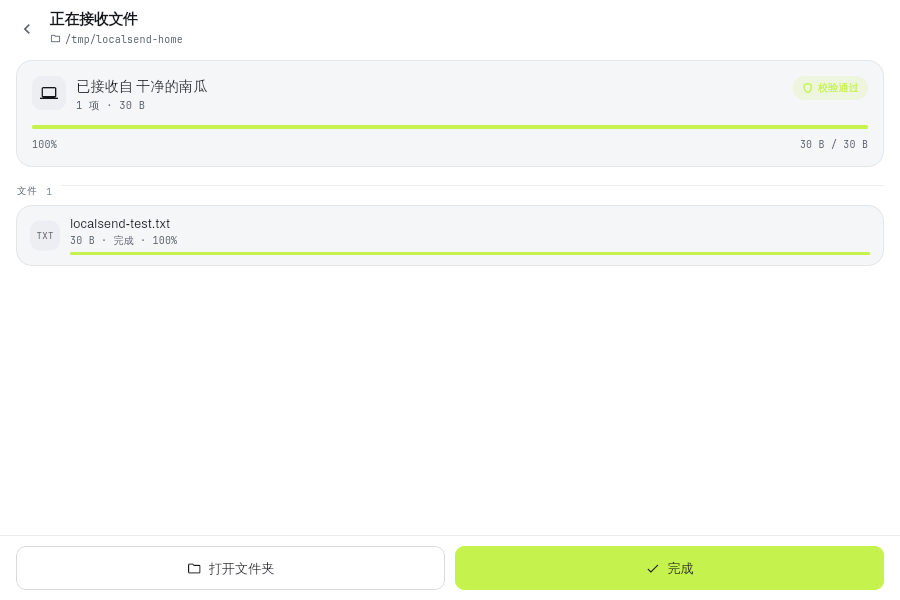 正在接收文件
/tmp/localsend-home
已接收自 干净的南瓜
1 项 · 30 B
校验通过
100%
30 B / 30 B
文件 1
TXT
localsend-test.txt
30 B · 完成 · 100%
打开文件夹
完成